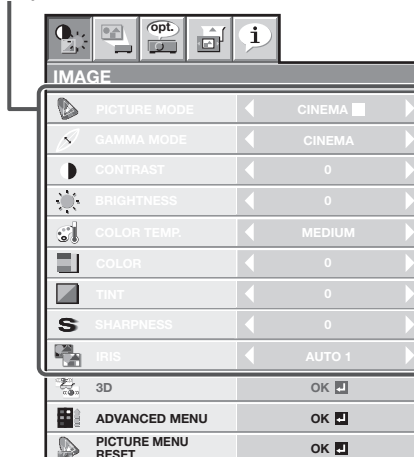 opt.
i
IMAGE
PICTURE MODE CINEMA
GAMMA MODE CINEMA
CONTRAST 0
BRIGHTNESS 0
COLOR TEMP. MEDIUM
COLOR 0
TINT 0
S SHARPNESS 0
IRIS AUTO 1
3D OK
ADVANCED MENU OK
PICTURE MENU
RESET OK